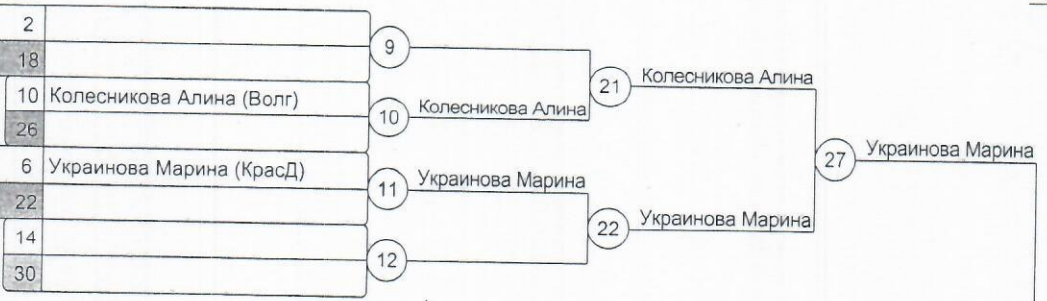 2
9
18
21 Колесникова Алина
10 Колесникова Алина (Волг)
10 Колесникова Алина
26
27 Украинова Марина
6 Украинова Марина (КрасД)
11 Украинова Марина
22
22 Украинова Марина
14
12
30